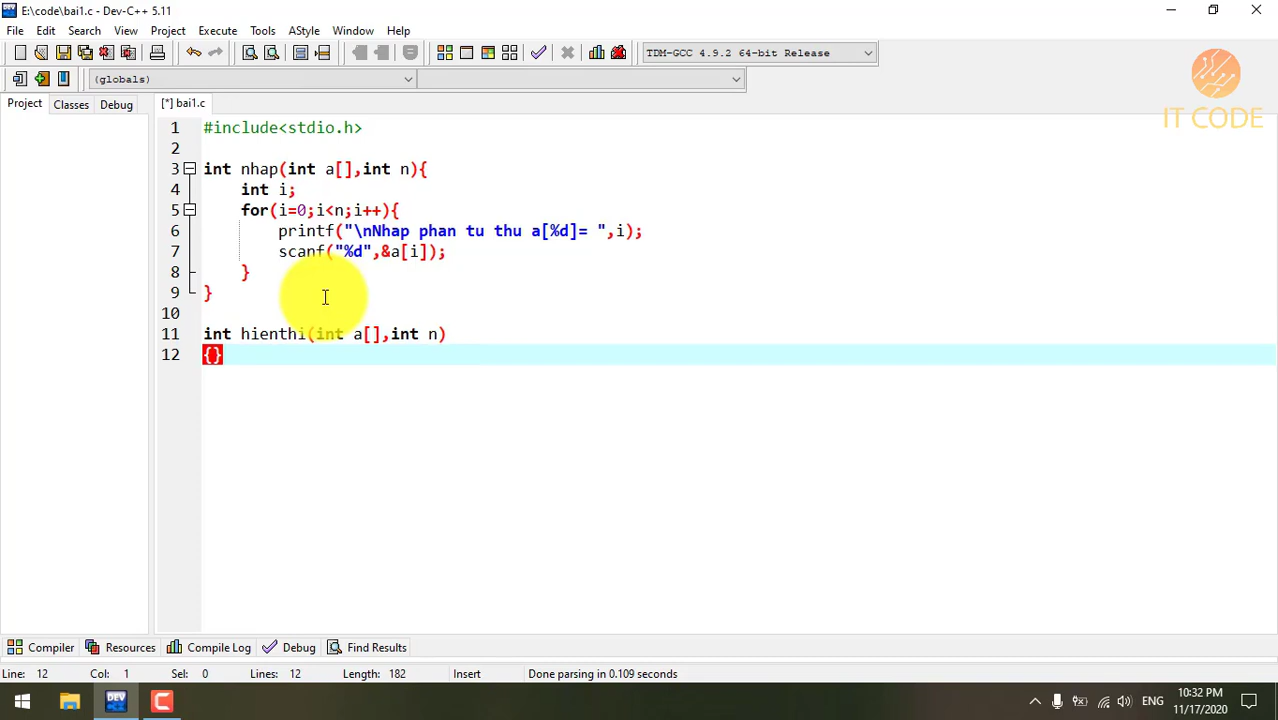 E:\code\bai1.c - Dev-C++ 5.11
File Edit Search View Project Execute Tools AStyle Window Help
TDM-GCC 4.9.2 64-bit Release
(globals)
Project Classes Debug [*] bai1.c
IT CODE
1 #include<stdio.h>
2
3 int nhap(int a[],int n){
4 int i;
5 for(i=0;i<n;i++){
6 printf("\nNhap phan tu thu a[%d]= ",i);
7 scanf("%d",&a[i]);
8 }
9 }
10
11 int hienthi(int a[],int n)
12 {}
Compiler Resources Compile Log Debug Find Results
Line: 12 Col: 1 Sel: 0 Lines: 12 Length: 182 Insert Done parsing in 0.109 seconds
DEV
ENG
10:32 PM
11/17/2020